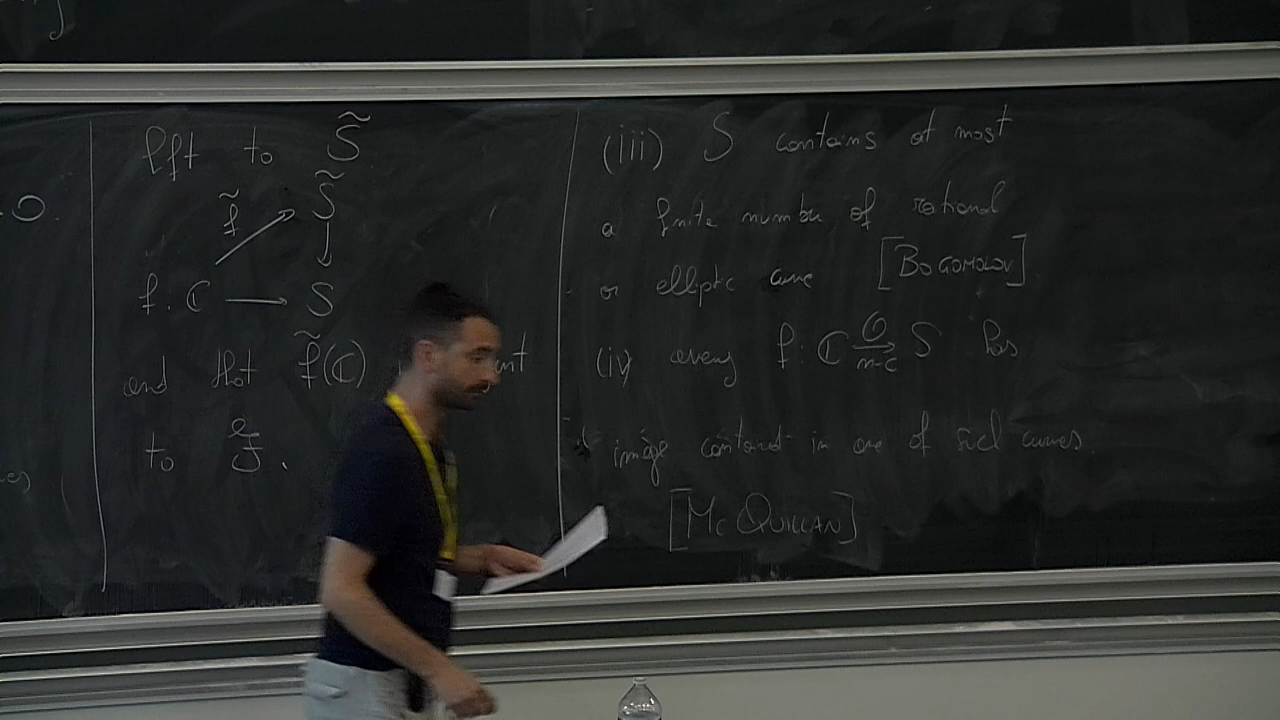 lift to S̃
f̃ S̃
f : ℂ → S
and that f̃(ℂ)
to
(iii) S contains at most
a finite number of rational
or elliptic curve [BOGOMOLOV]
(iv) every f : ℂ → S has
image contained in one of such curves
[MCQUILLAN]